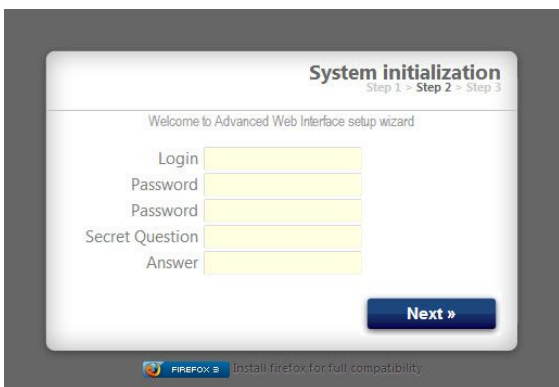 System initialization
Step 1 > Step 2 > Step 3
Welcome to Advanced Web Interface setup wizard
Login
Password
Password
Secret Question
Answer
Next »
FIREFOX 3 Install firefox for full compatibility